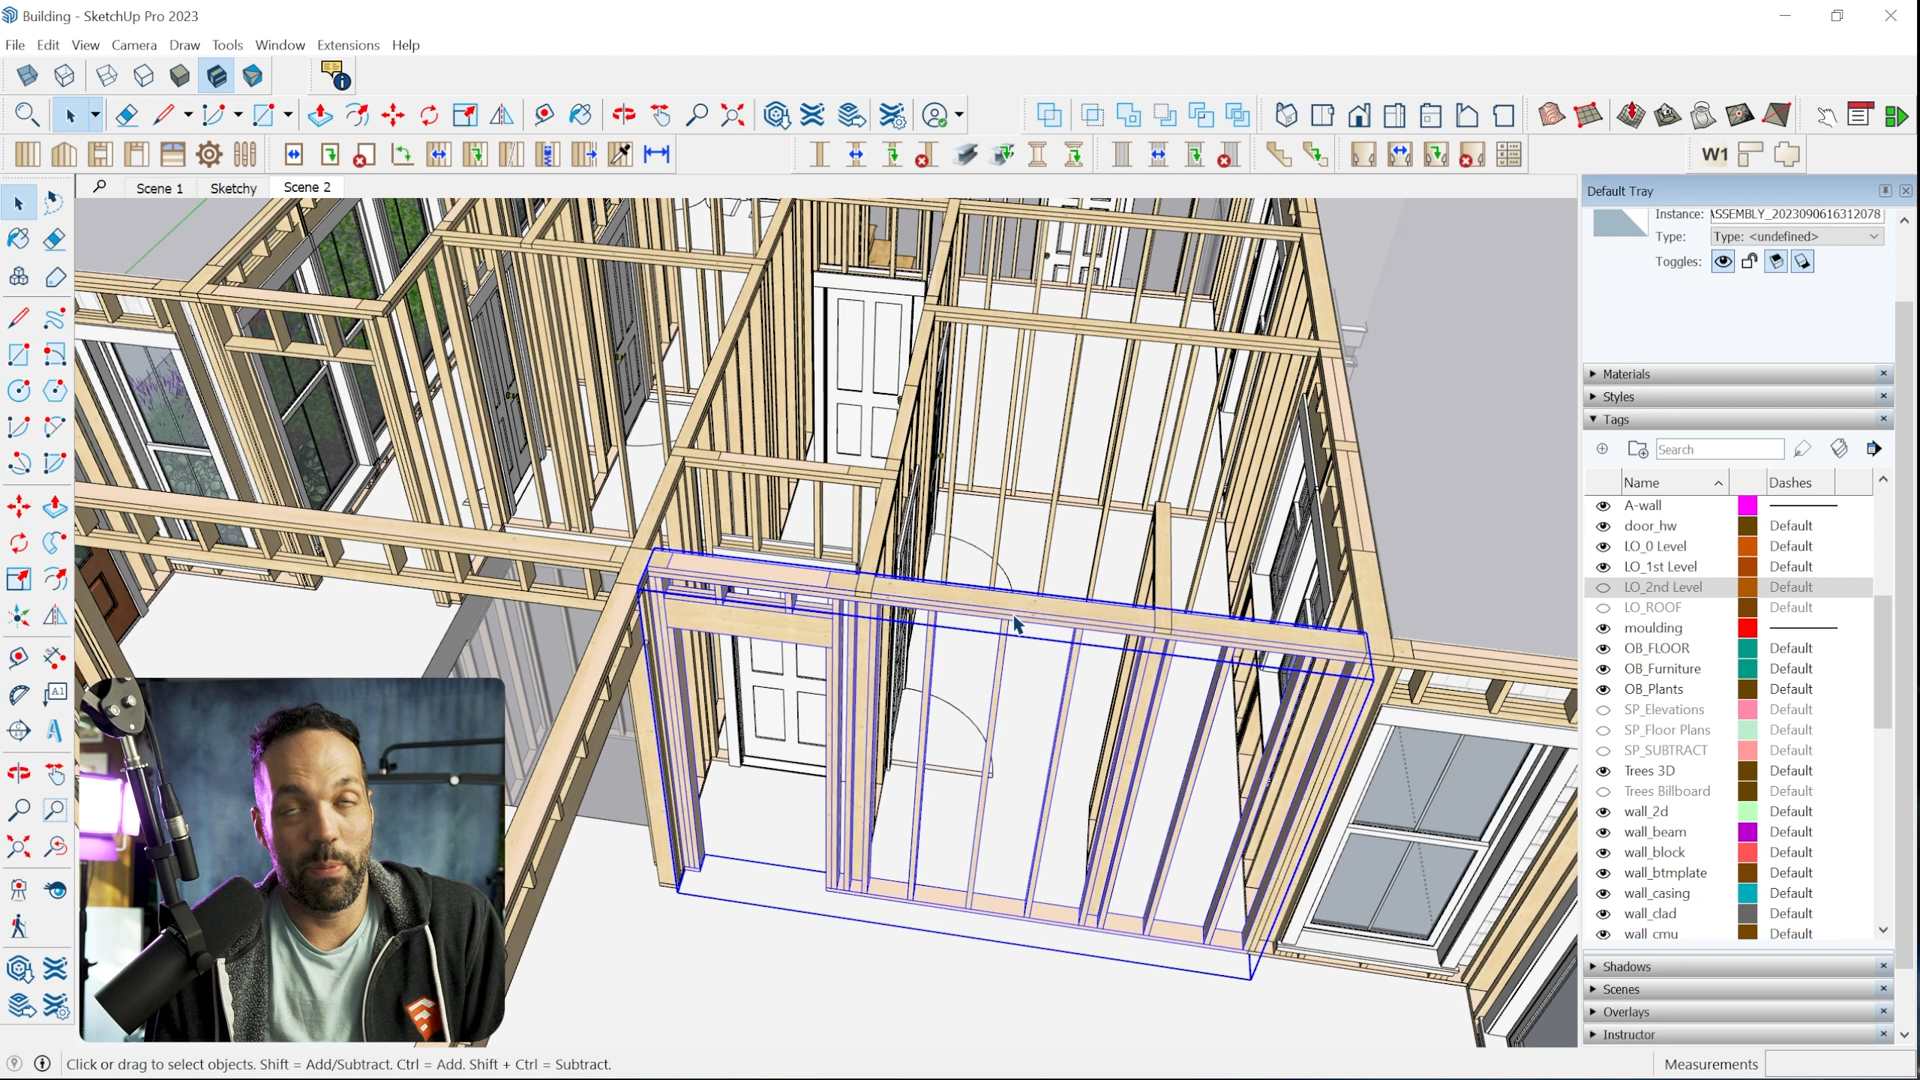 Building - SketchUp Pro 2023
File Edit View Camera Draw Tools Window Extensions Help
W1
Scene 1 Sketchy Scene 2
Default Tray
Instance: ASSEMBLY_2023090616312078
Type: Type: <undefined>
Toggles:
Materials
Styles
Tags
Search
Name Dashes
A-wall
door_hw Default
LO_0 Level Default
LO_1st Level Default
LO_2nd Level Default
LO_ROOF Default
moulding
OB_FLOOR Default
OB_Furniture Default
OB_Plants Default
SP_Elevations Default
SP_Floor Plans Default
SP_SUBTRACT Default
Trees 3D Default
Trees Billboard Default
wall_2d Default
wall_beam Default
wall_block Default
wall_btmplate Default
wall_casing Default
wall_clad Default
wall cmu Default
Shadows
Scenes
Overlays
Instructor
A1
A
Click or drag to select objects. Shift = Add/Subtract. Ctrl = Add. Shift + Ctrl = Subtract.
Measurements